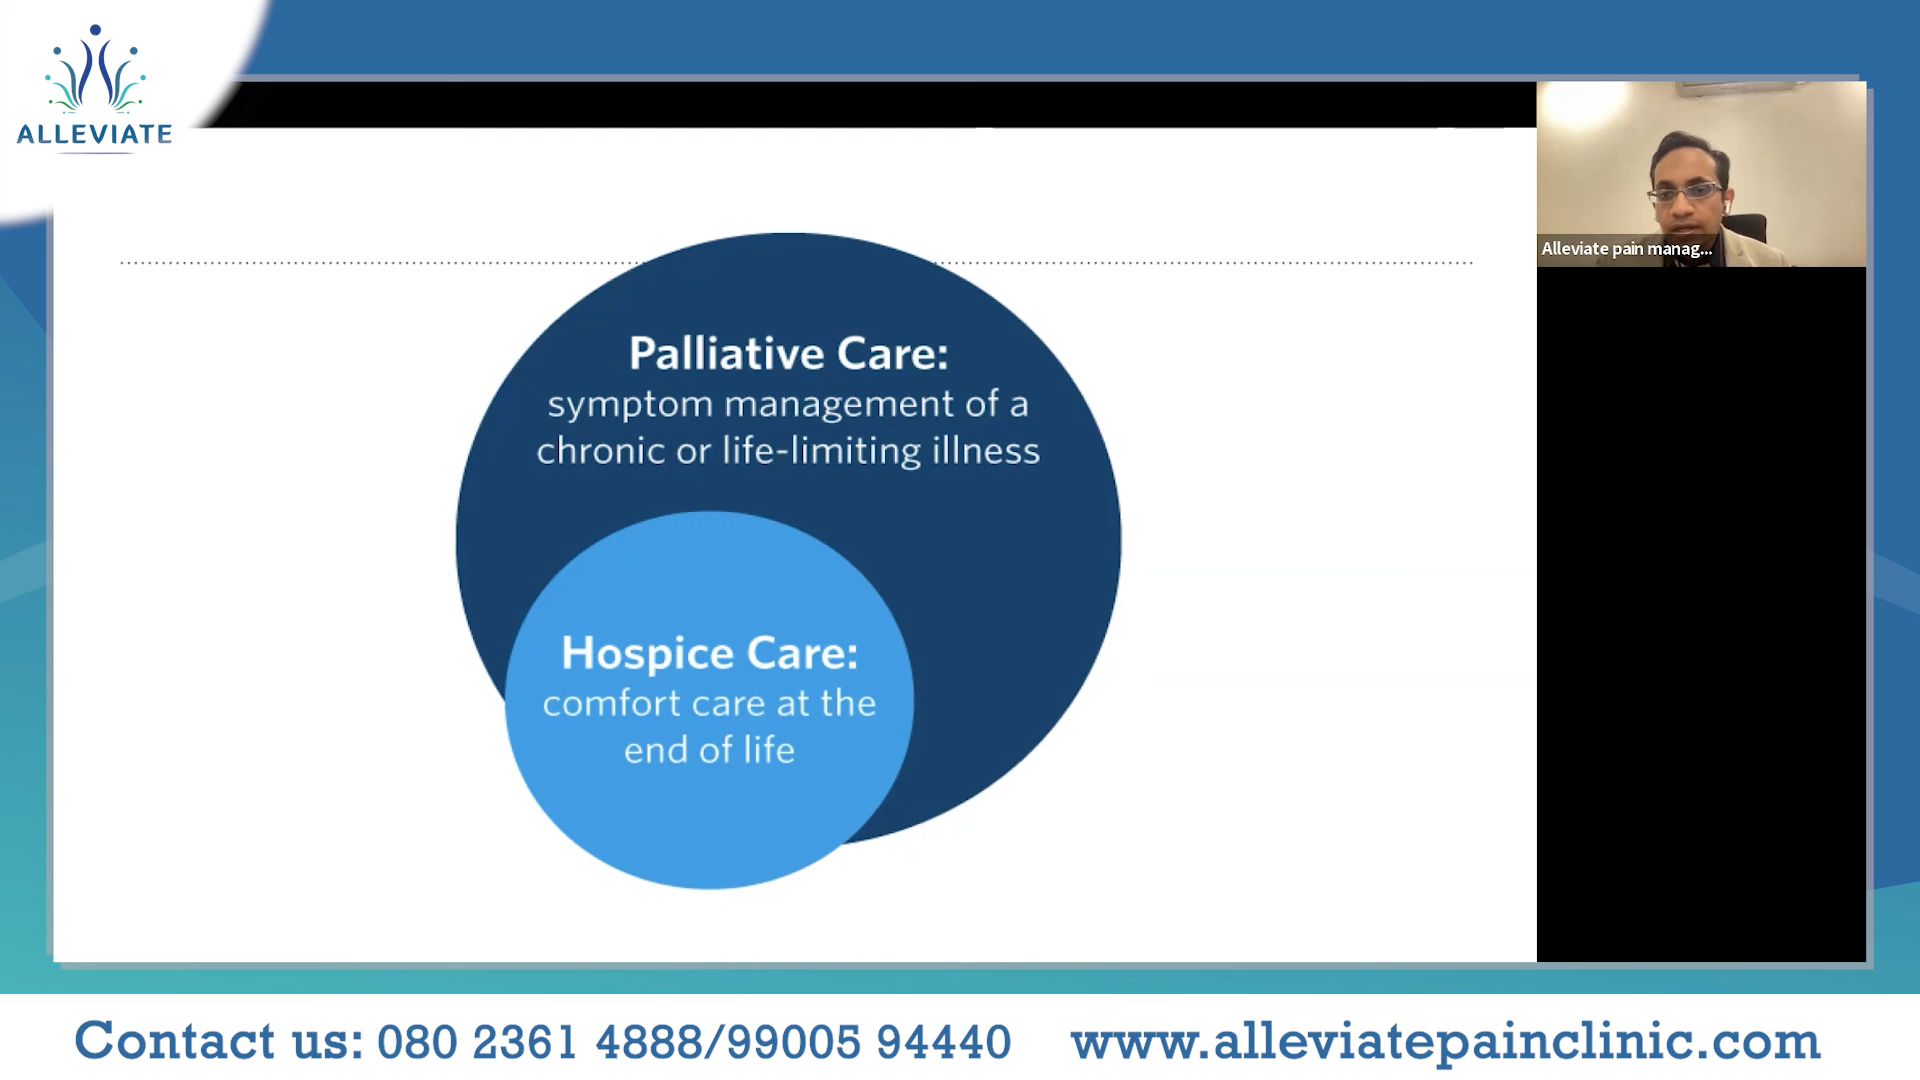 ALLEVIATE
Alleviate pain manag...
Palliative Care:
symptom management of a
chronic or life-limiting illness
Hospice Care:
comfort care at the
end of life
Contact us: 080 2361 4888/99005 94440
www.alleviatepainclinic.com